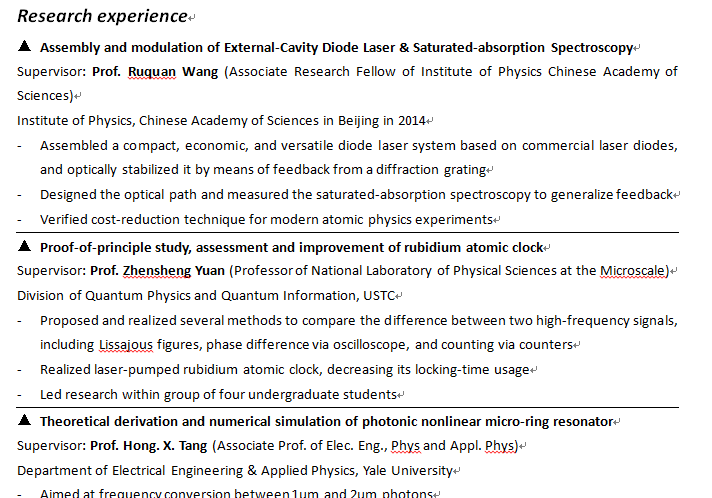 Research experience
▲ Assembly and modulation of External-Cavity Diode Laser & Saturated-absorption Spectroscopy
Supervisor: Prof. Ruquan Wang (Associate Research Fellow of Institute of Physics Chinese Academy of
Sciences)
Institute of Physics, Chinese Academy of Sciences in Beijing in 2014
- Assembled a compact, economic, and versatile diode laser system based on commercial laser diodes,
and optically stabilized it by means of feedback from a diffraction grating
- Designed the optical path and measured the saturated-absorption spectroscopy to generalize feedback
- Verified cost-reduction technique for modern atomic physics experiments
▲ Proof-of-principle study, assessment and improvement of rubidium atomic clock
Supervisor: Prof. Zhensheng Yuan (Professor of National Laboratory of Physical Sciences at the Microscale)
Division of Quantum Physics and Quantum Information, USTC
- Proposed and realized several methods to compare the difference between two high-frequency signals,
including Lissajous figures, phase difference via oscilloscope, and counting via counters
- Realized laser-pumped rubidium atomic clock, decreasing its locking-time usage
- Led research within group of four undergraduate students
▲ Theoretical derivation and numerical simulation of photonic nonlinear micro-ring resonator
Supervisor: Prof. Hong. X. Tang (Associate Prof. of Elec. Eng., Phys and Appl. Phys)
Department of Electrical Engineering & Applied Physics, Yale University
- Aimed at frequency conversion between 1um and 2um photons